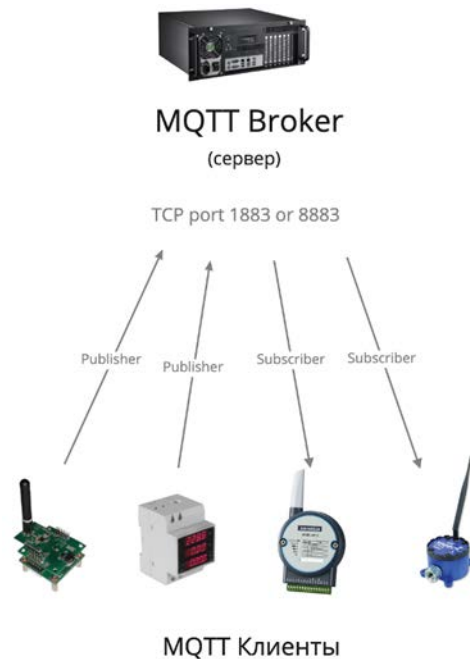 MQTT Broker
(сервер)
TCP port 1883 or 8883
Publisher
Publisher
Subscriber
Subscriber
MQTT Клиенты